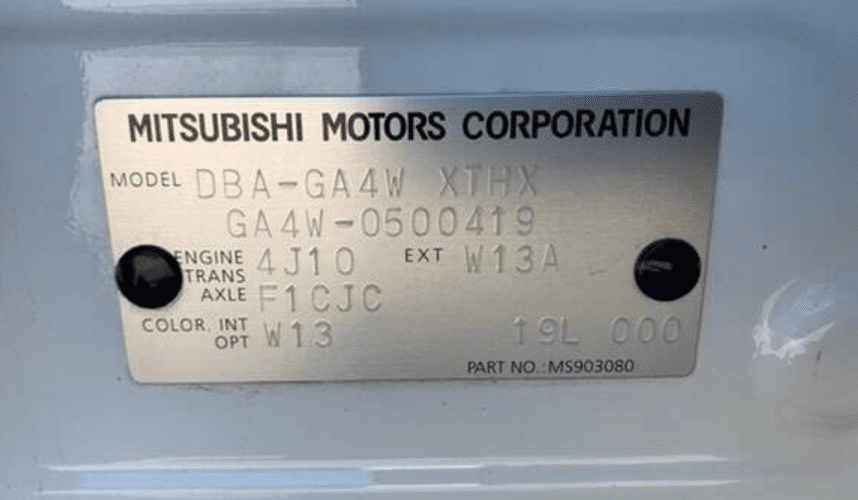 MITSUBISHI MOTORS CORPORATION
MODEL DBA-GA4W XTHX
GA4W-0500419
ENGINE 4J10 EXT W13A
TRANS
AXLE F1CJC
COLOR. INT W13 19L 000
OPT
PART NO.:MS903080